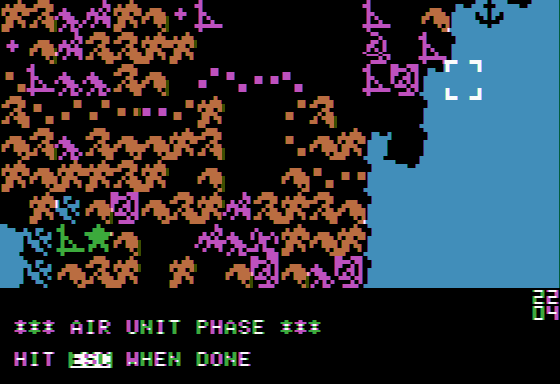 22
04
*** AIR UNIT PHASE ***
HIT ESC WHEN DONE